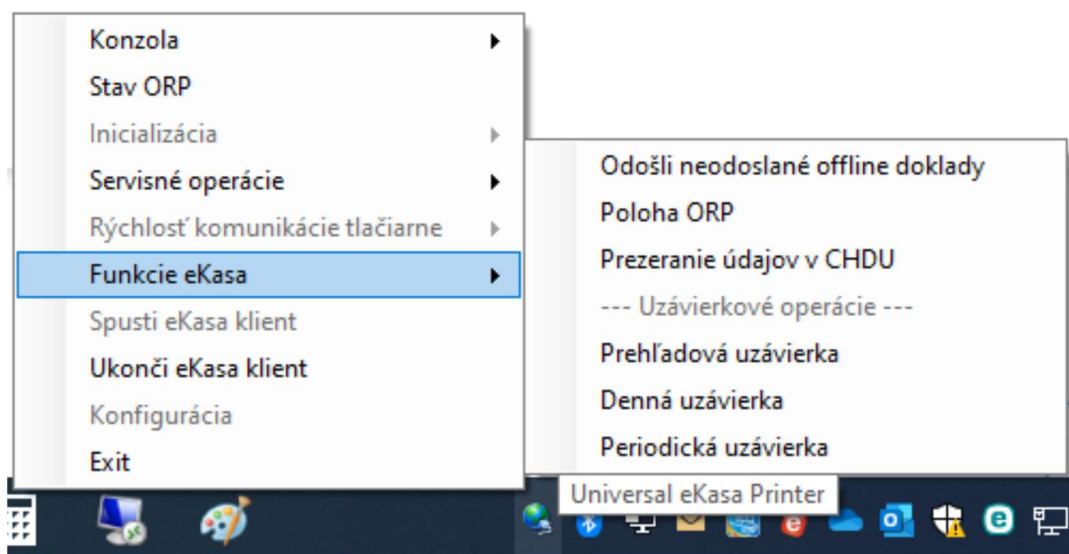 Konzola
Stav ORP
Inicializácia
Servisné operácie
Rýchlosť komunikácie tlačiarne
Funkcie eKasa
Spusti eKasa klient
Ukonči eKasa klient
Konfigurácia
Exit
Odošli neodoslané offline doklady
Poloha ORP
Prezeranie údajov v CHDU
--- Uzávierkové operácie ---
Prehľadová uzávierka
Denná uzávierka
Periodická uzávierka
Universal eKasa Printer